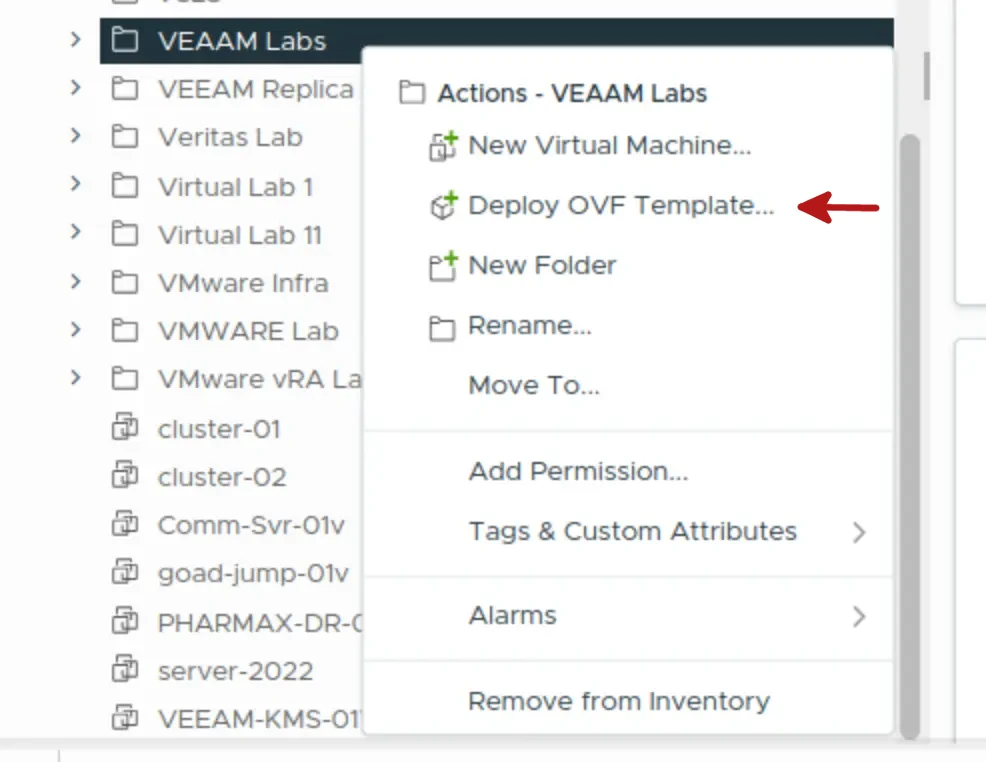 VEAAM Labs
VEEAM Replica
Veritas Lab
Virtual Lab 1
Virtual Lab 11
VMware Infra
VMWARE Lab
VMware vRA La
cluster-01
cluster-02
Comm-Svr-01v
goad-jump-01v
PHARMAX-DR-
server-2022
VEEAM-KMS-01
Actions - VEAAM Labs
New Virtual Machine...
Deploy OVF Template...
New Folder
Rename...
Move To...
Add Permission...
Tags & Custom Attributes
Alarms
Remove from Inventory